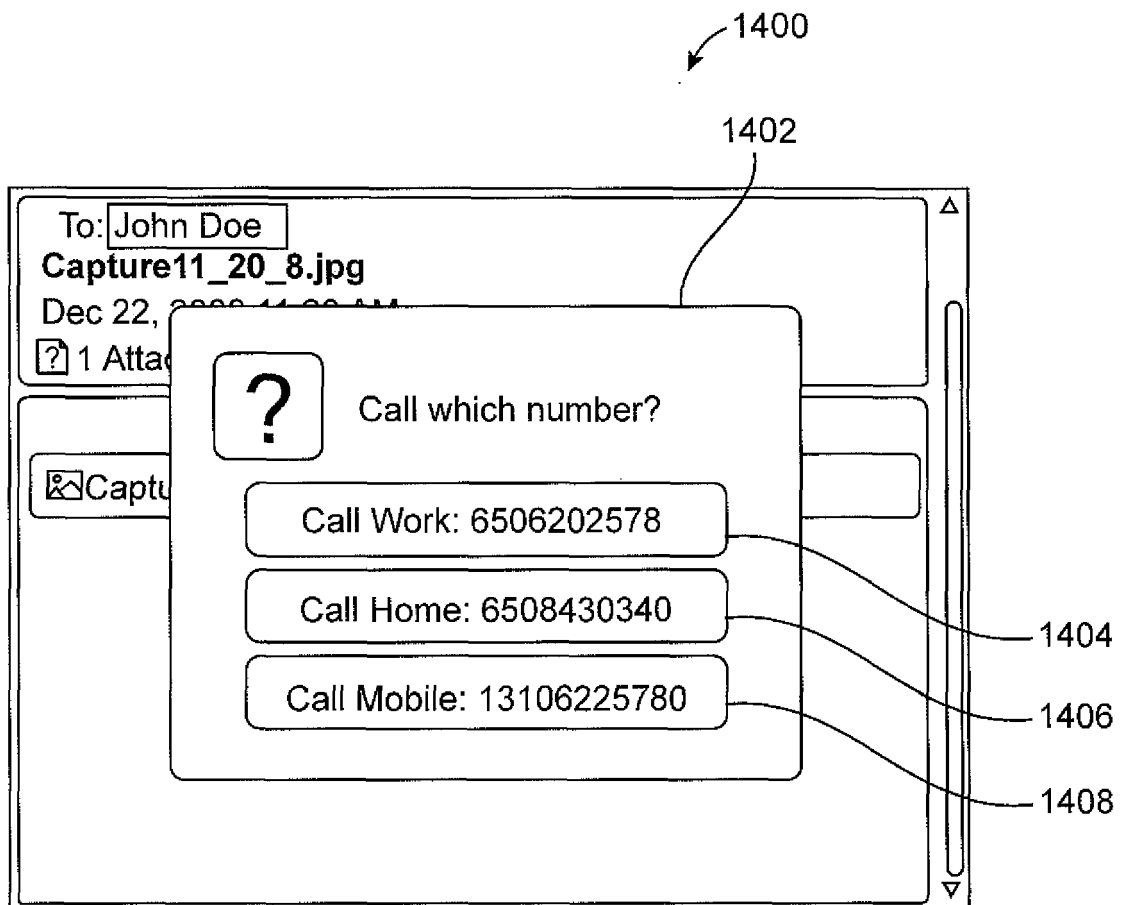 1400
1402
To: John Doe
Capture11_20_8.jpg
Dec 22,
? 1 Attac
? Call which number?
Captu
Call Work: 6506202578
Call Home: 6508430340
Call Mobile: 13106225780
1404
1406
1408